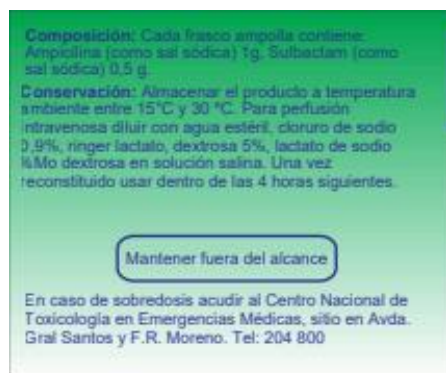 Composición: Cada frasco ampolla contiene:
Ampicilina (como sal sódica) 1g, Sulbactam (como
sal sódica) 0,5 g.
Conservación: Almacenar el producto a temperatura
ambiente entre 15°C y 30 °C. Para perfusión
intravenosa diluir con agua estéril, cloruro de sodio
0,9%, ringer lactato, dextrosa 5%, lactato de sodio
%Mo dextrosa en solución salina. Una vez
reconstituido usar dentro de las 4 horas siguientes.
Mantener fuera del alcance
En caso de sobredosis acudir al Centro Nacional de
Toxicología en Emergencias Médicas, sitio en Avda.
Gral Santos y F.R. Moreno. Tel: 204 800